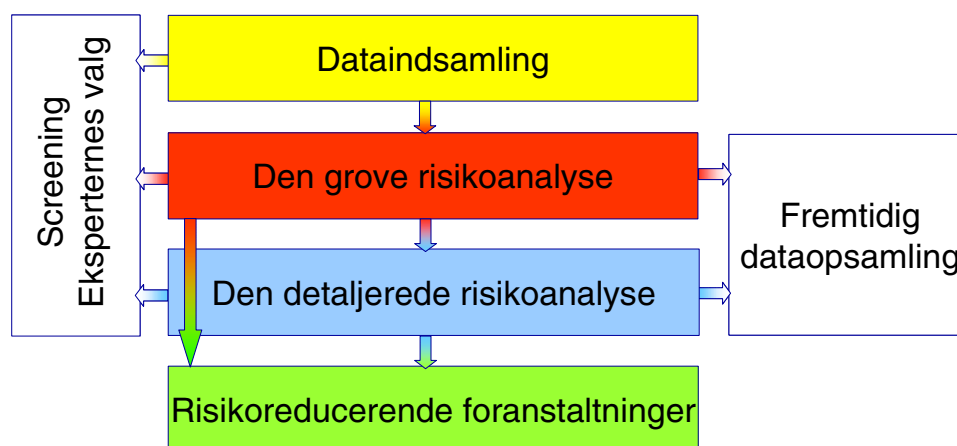 Screening
Eksperternes valg
Dataindsamling
Den grove risikoanalyse
Den detaljerede risikoanalyse
Risikoreducerende foranstaltninger
Fremtidig
dataopsamling